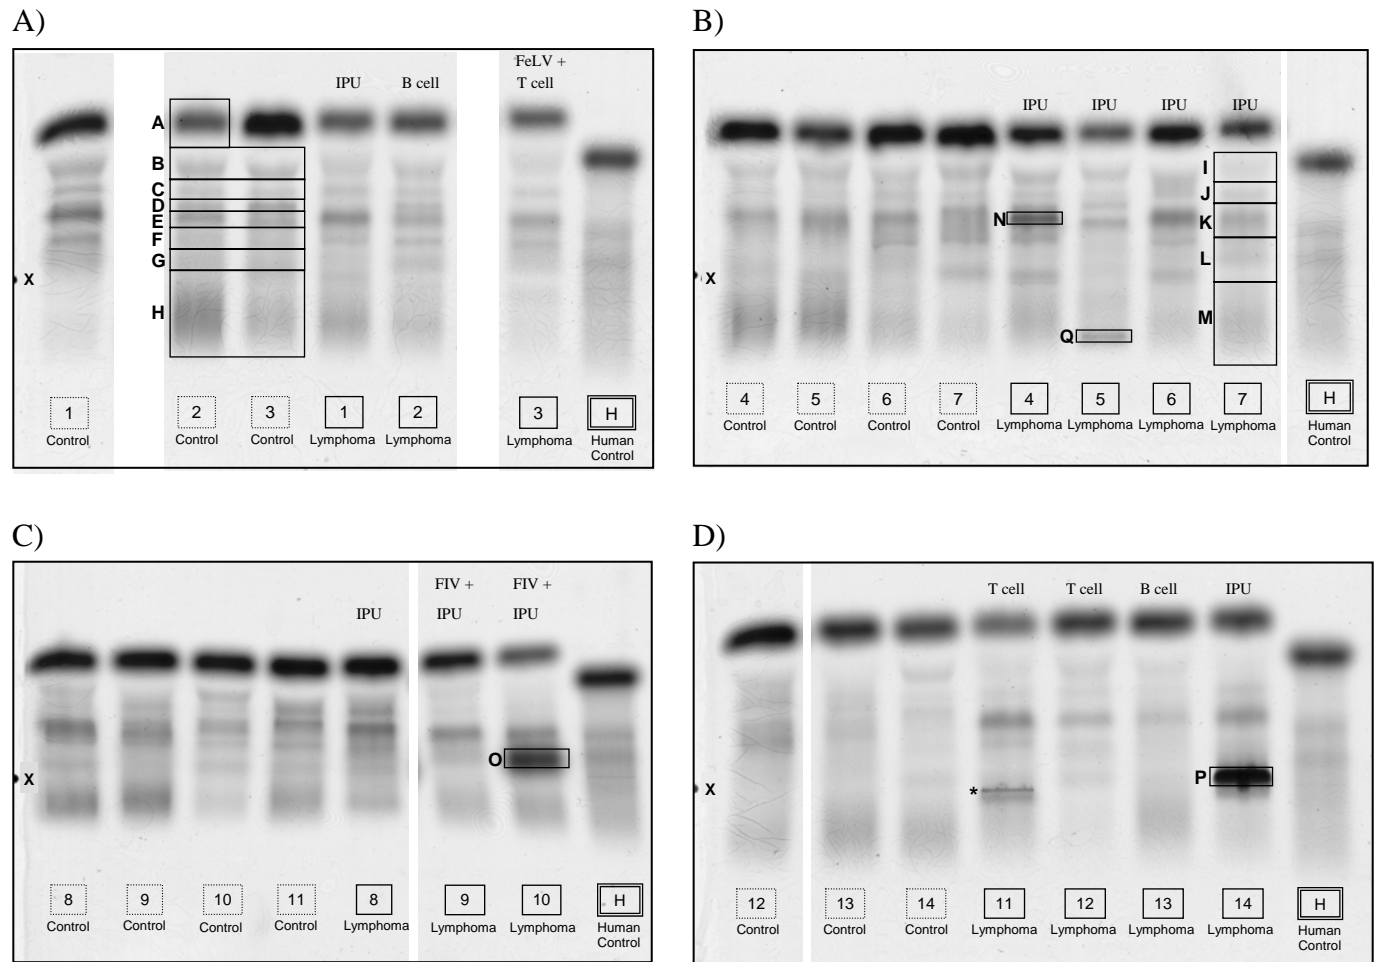 A)
FeLV +
IPU B cell T cell
A
B
C
D
E
F
G
X
H
1 2 3 1 2 3 H
Control Control Control Lymphoma Lymphoma Lymphoma Human
Control
B)
IPU IPU IPU IPU
I
J
N K
L
X
M
Q
4 5 6 7 4 5 6 7 H
Control Control Control Control Lymphoma Lymphoma Lymphoma Lymphoma Human
Control
C)
FIV + FIV +
IPU IPU IPU
O
X
8 9 10 11 8 9 10 H
Control Control Control Control Lymphoma Lymphoma Lymphoma Human
Control
D)
T cell T cell B cell IPU
P
X *
12 13 14 11 12 13 14 H
Control Control Control Lymphoma Lymphoma Lymphoma Lymphoma Human
Control